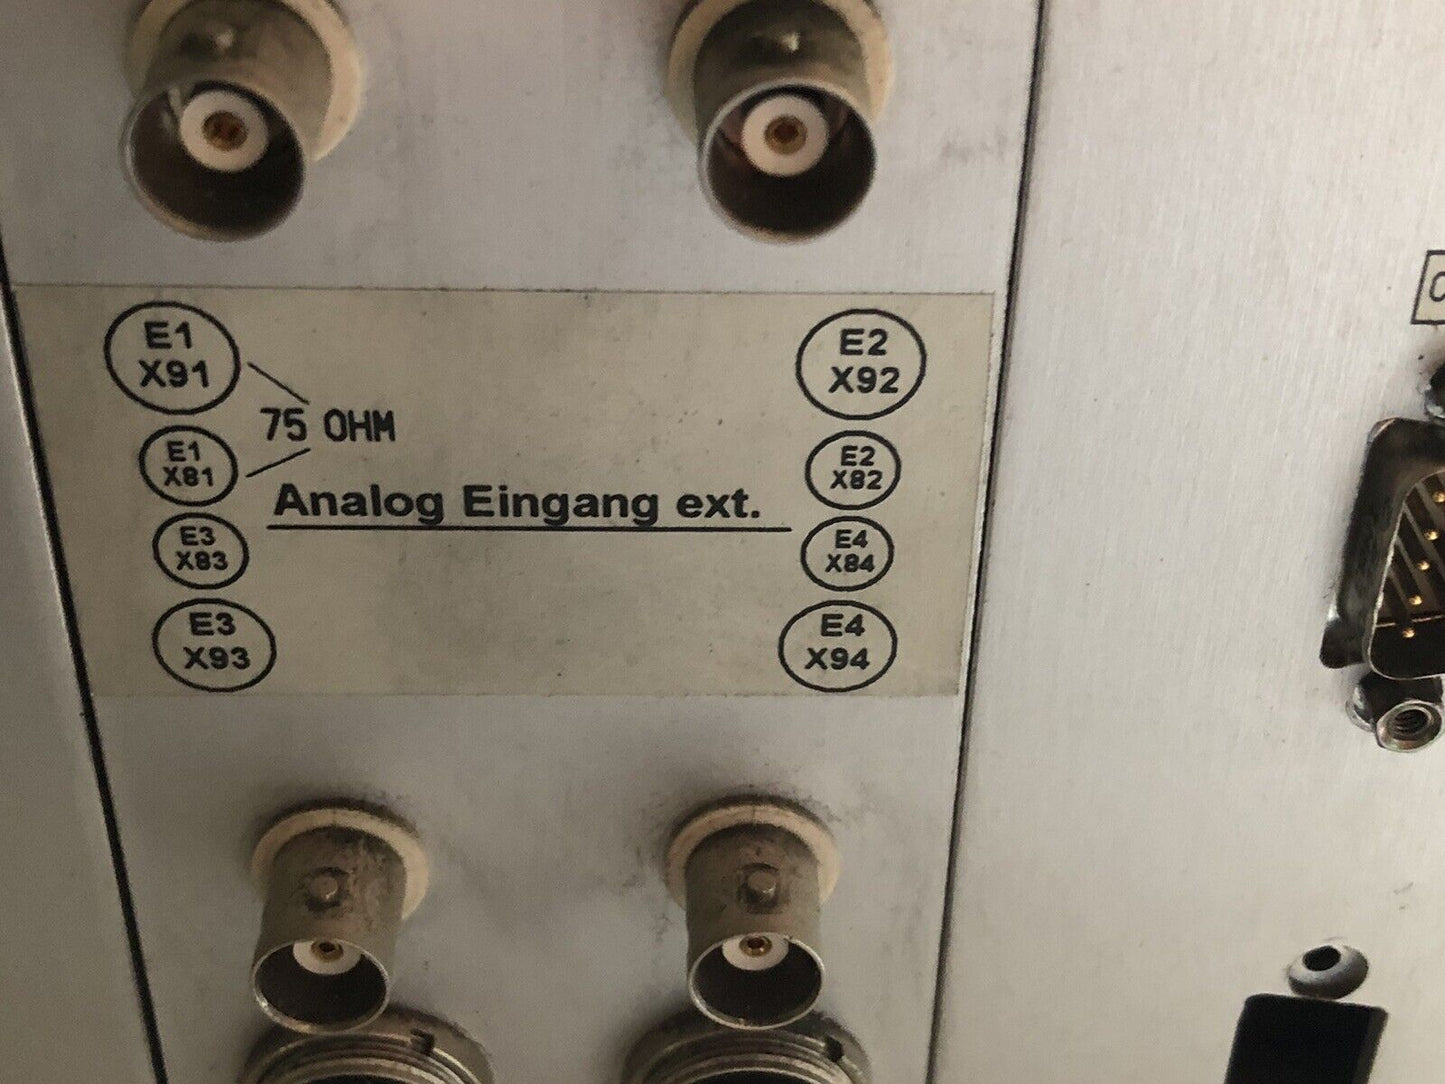 E1
X91
75 OHM
E1
X81
Analog Eingang ext.
E3
X83
E3
X93
E2
X92
E2
X82
E4
X84
E4
X94